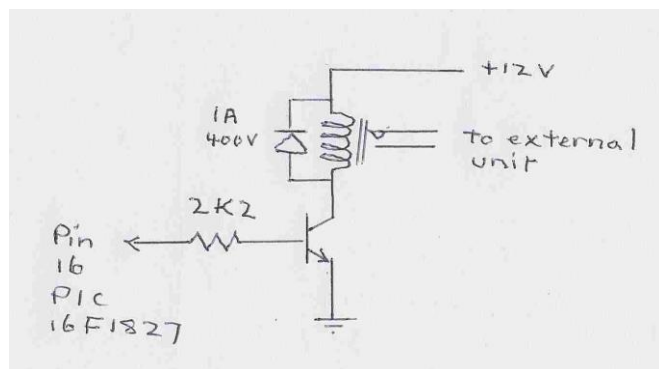 +12V
1A
400V
to external
unit
2K2
Pin
16
PIC
16F1827